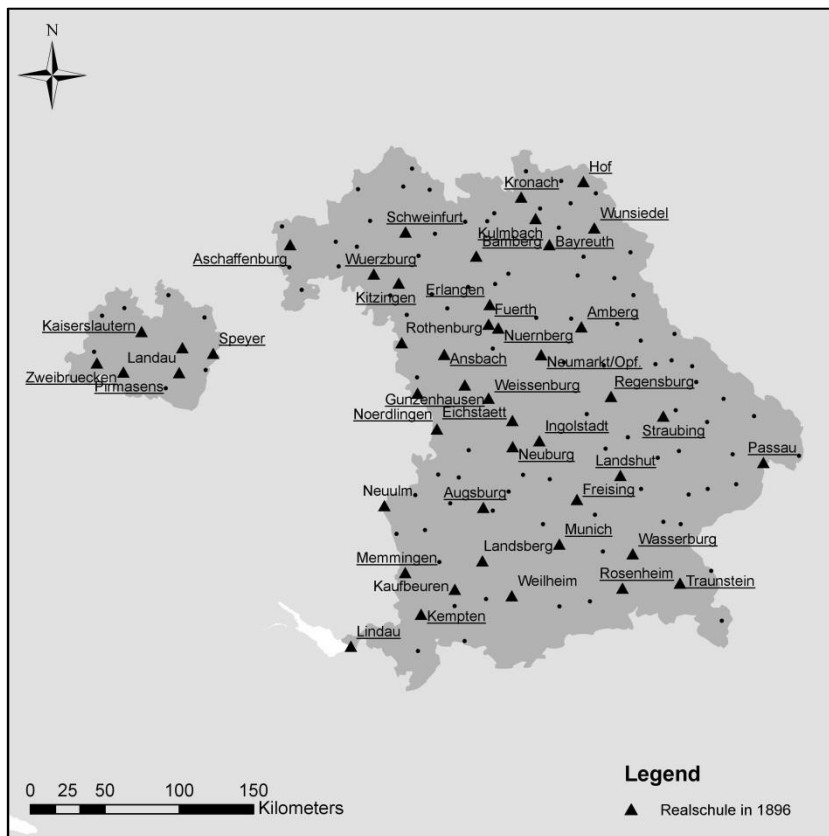 N
Hof
Kronach
Wunsiedel
Schweinfurt
Kulmbach
Bamberg
Bayreuth
Aschaffenburg
Wuerzburg
Kitzingen
Erlangen
Fuerth
Amberg
Kaiserslautern
Rothenburg
Nuernberg
Speyer
Landau
Ansbach
Neumarkt/Opf.
Zweibruecken
Pirmasens
Weissenburg
Regensburg
Gunzenhausen
Noerdlingen
Eichstaett
Ingolstadt
Straubing
Neuburg
Landshut
Passau
Neuulm
Augsburg
Freising
Munich
Wasserburg
Memmingen
Landsberg
Kaufbeuren
Weilheim
Rosenheim
Traunstein
Kempten
Lindau
Legend
0 25 50 100 150
Kilometers
Realschule in 1896